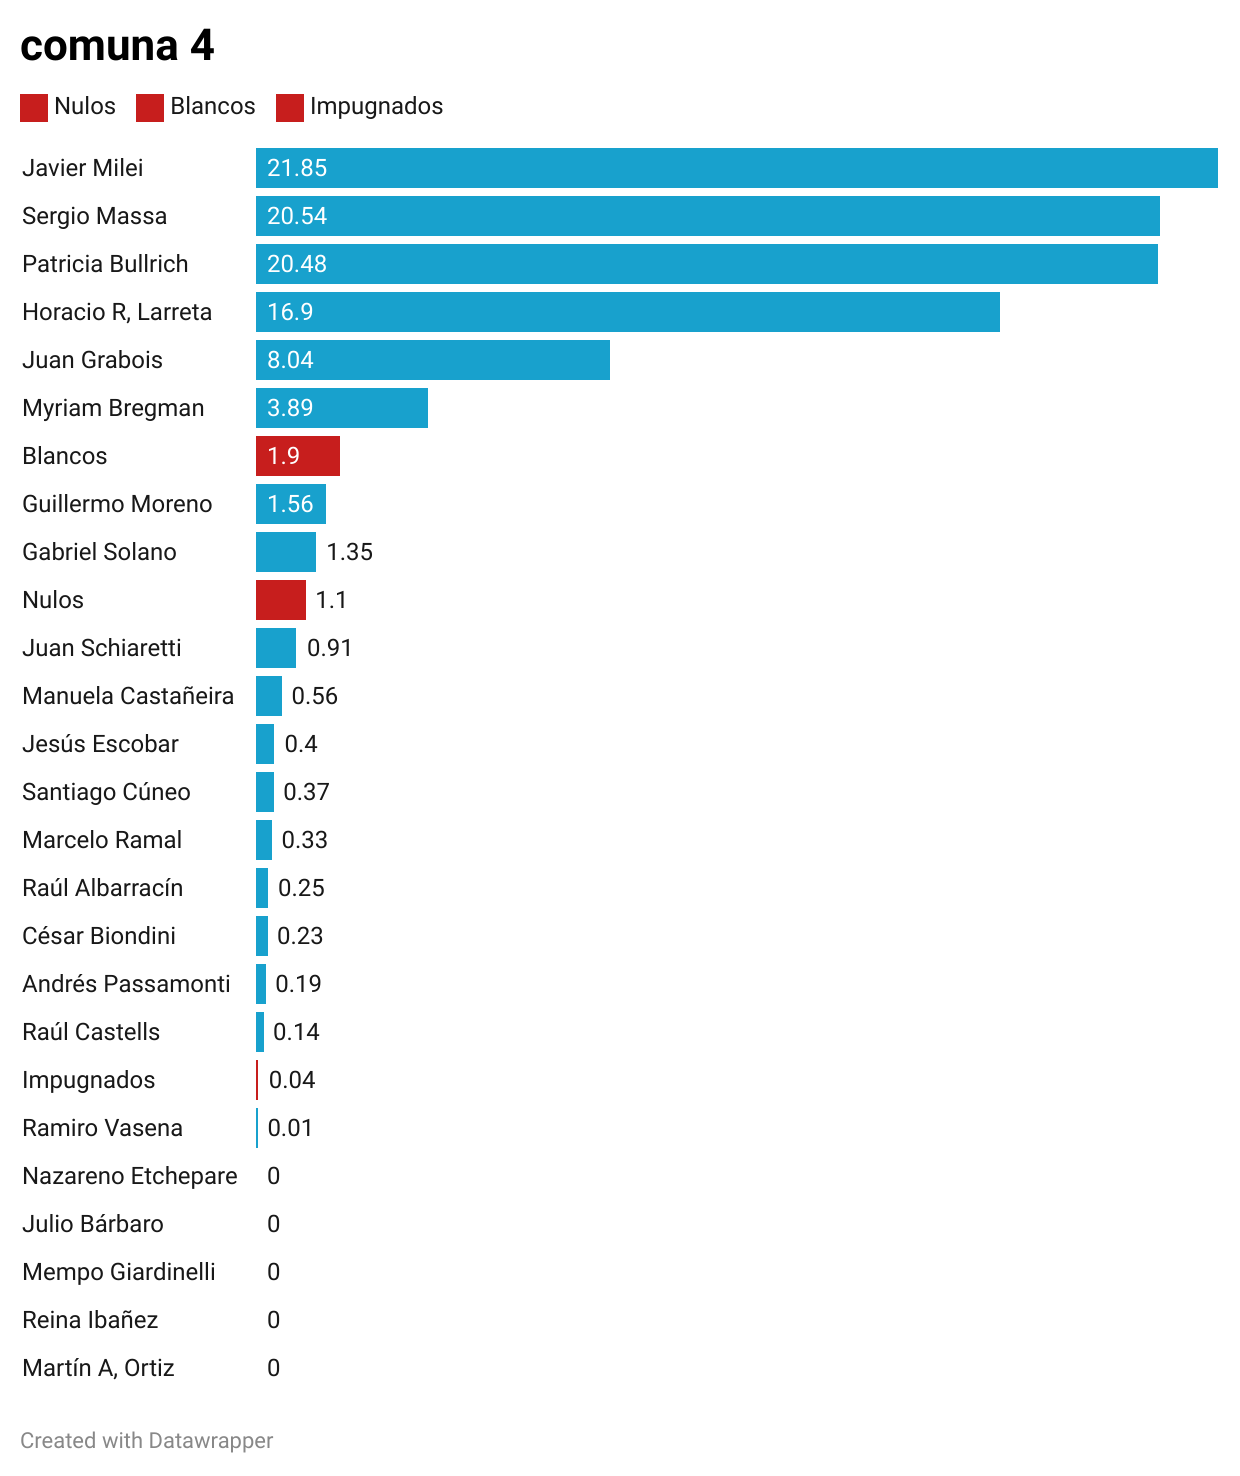 comuna 4
Nulos Blancos Impugnados
Javier Milei 21.85
Sergio Massa 20.54
Patricia Bullrich 20.48
Horacio R, Larreta 16.9
Juan Grabois 8.04
Myriam Bregman 3.89
Blancos 1.9
Guillermo Moreno 1.56
Gabriel Solano 1.35
Nulos 1.1
Juan Schiaretti 0.91
Manuela Castañeira 0.56
Jesús Escobar 0.4
Santiago Cúneo 0.37
Marcelo Ramal 0.33
Raúl Albarracín 0.25
César Biondini 0.23
Andrés Passamonti 0.19
Raúl Castells 0.14
Impugnados 0.04
Ramiro Vasena 0.01
Nazareno Etchepare 0
Julio Bárbaro 0
Mempo Giardinelli 0
Reina Ibañez 0
Martín A, Ortiz 0
Created with Datawrapper